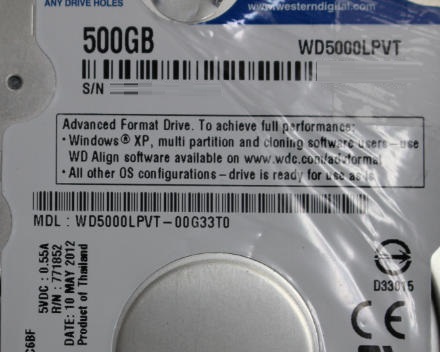 ANY DRIVE HOLES
www.westerndigital.com
500GB
WD5000LPVT
S/N
Advanced Format Drive. To achieve full performance:
• Windows® XP, multi partition and cloning software users - use
WD Align software available on www.wdc.com/advformat
• All other OS configurations - drive is ready for use as is
MDL : WD5000LPVT-00G33T0
5VDC : 0.55A
R/N : 771852
DATE: 10 MAY 2012
Product of Thailand
D33015
CE
C6BF